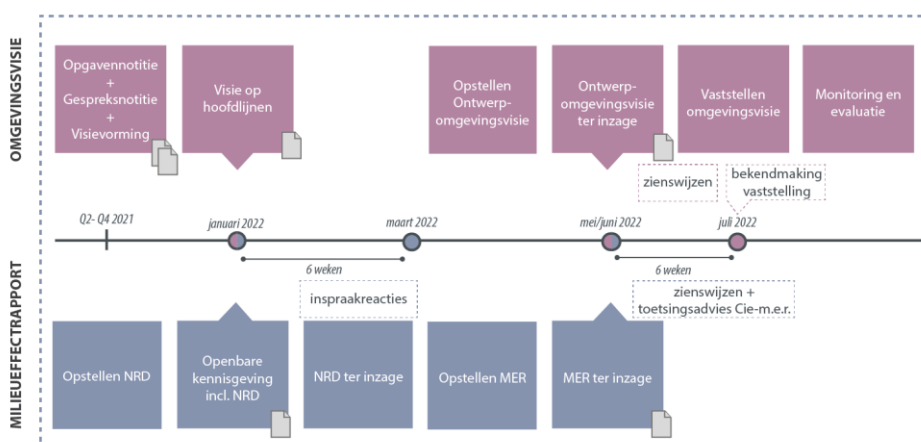 OMGEVINGSVISIE
Opgavennotitie
+
Gespreksnotitie
+
Visievorming
Visie op
hoofdlijnen
Opstellen
Ontwerp-
omgevingsvisie
Ontwerp-
omgevingsvisie
ter inzage
Vaststellen
omgevingsvisie
Monitoring en
evaluatie
zienswijzen
bekendmaking
vaststelling
Q2- Q4 2021
januari 2022
maart 2022
mei/juni 2022
juli 2022
6 weken
6 weken
inspraakreacties
zienswijzen +
toetsingsadvies Cie-m.e.r.
MILIEUEFFECTRAPPORT
Opstellen NRD
Openbare
kennisgeving
incl. NRD
NRD ter inzage
Opstellen MER
MER ter inzage